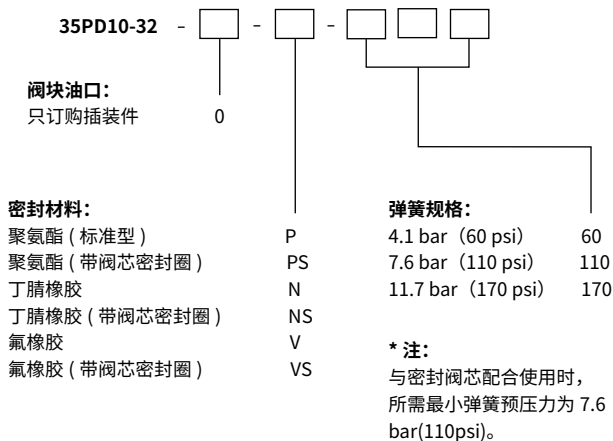 35PD10-32 - - -
阀块油口：
只订购插装件 0
密封材料：
聚氨酯 ( 标准型 ) P
聚氨酯 ( 带阀芯密封圈 ) PS
丁腈橡胶 N
丁腈橡胶 ( 带阀芯密封圈 ) NS
氟橡胶 V
氟橡胶 ( 带阀芯密封圈 ) VS
弹簧规格：
4.1 bar（60 psi） 60
7.6 bar（110 psi） 110
11.7 bar（170 psi） 170
* 注：
与密封阀芯配合使用时，
所需最小弹簧预压力为 7.6
bar(110psi)。